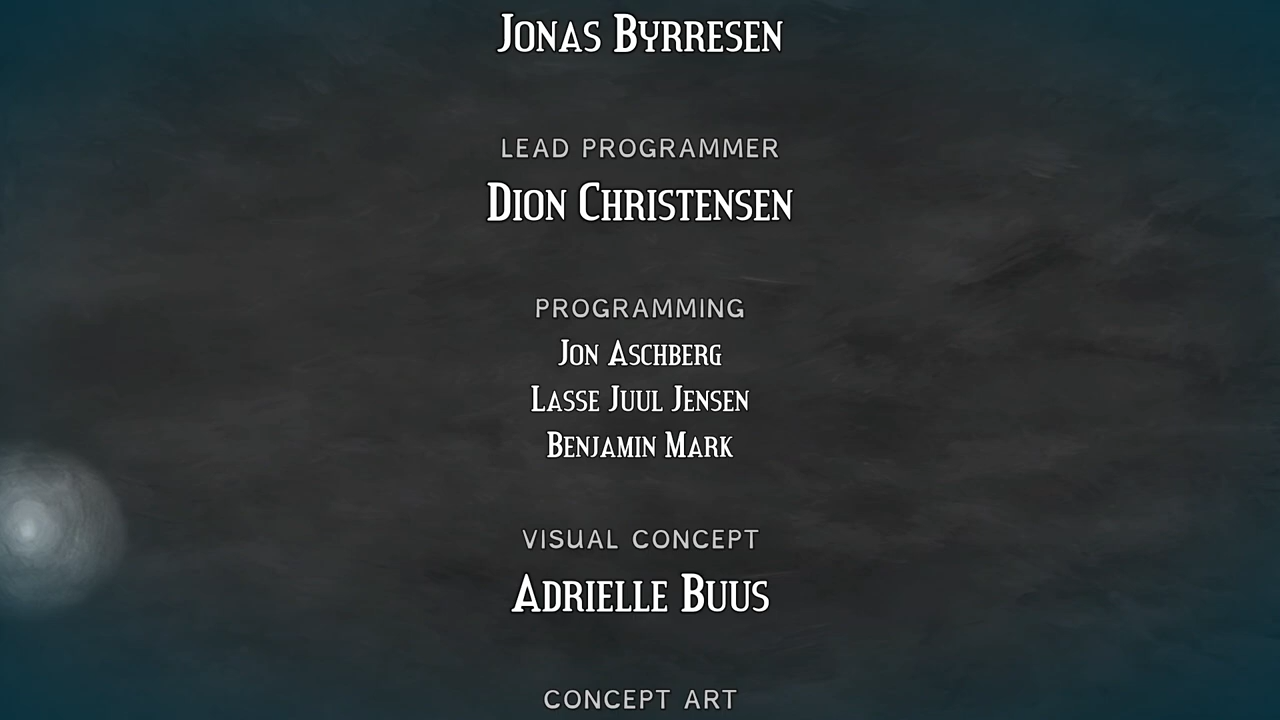 Jonas Byrresen
LEAD PROGRAMMER
Dion Christensen
PROGRAMMING
Jon Aschberg
Lasse Juul Jensen
Benjamin Mark
VISUAL CONCEPT
Adrielle Buus
CONCEPT ART